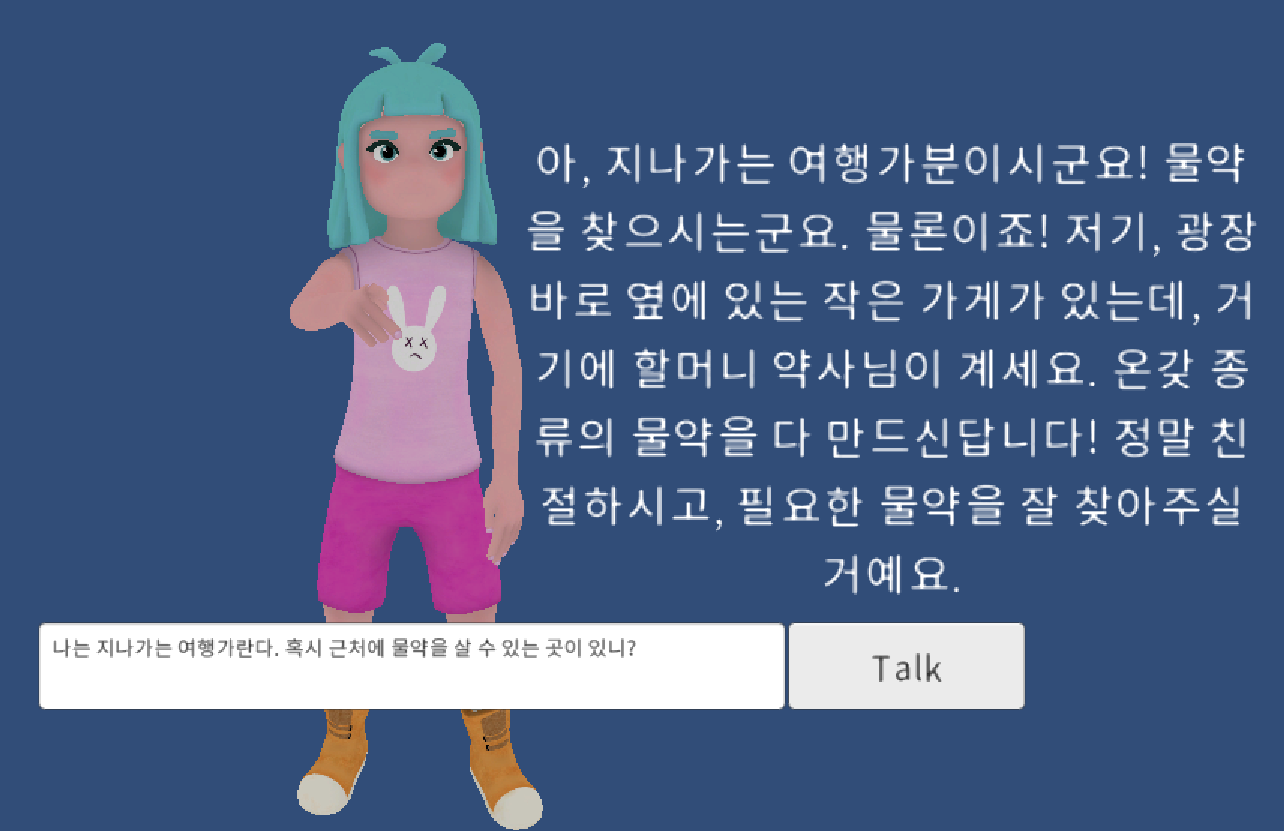 아, 지나가는 여행가분이시군요! 물약
을 찾으시는군요. 물론이죠! 저기, 광장
바로 옆에 있는 작은 가게가 있는데, 거
기에 할머니 약사님이 계세요. 온갖 종
류의 물약을 다 만드신답니다! 정말 친
절하시고, 필요한 물약을 잘 찾아주실
거예요.
나는 지나가는 여행가란다. 혹시 근처에 물약을 살 수 있는 곳이 있니?
Talk